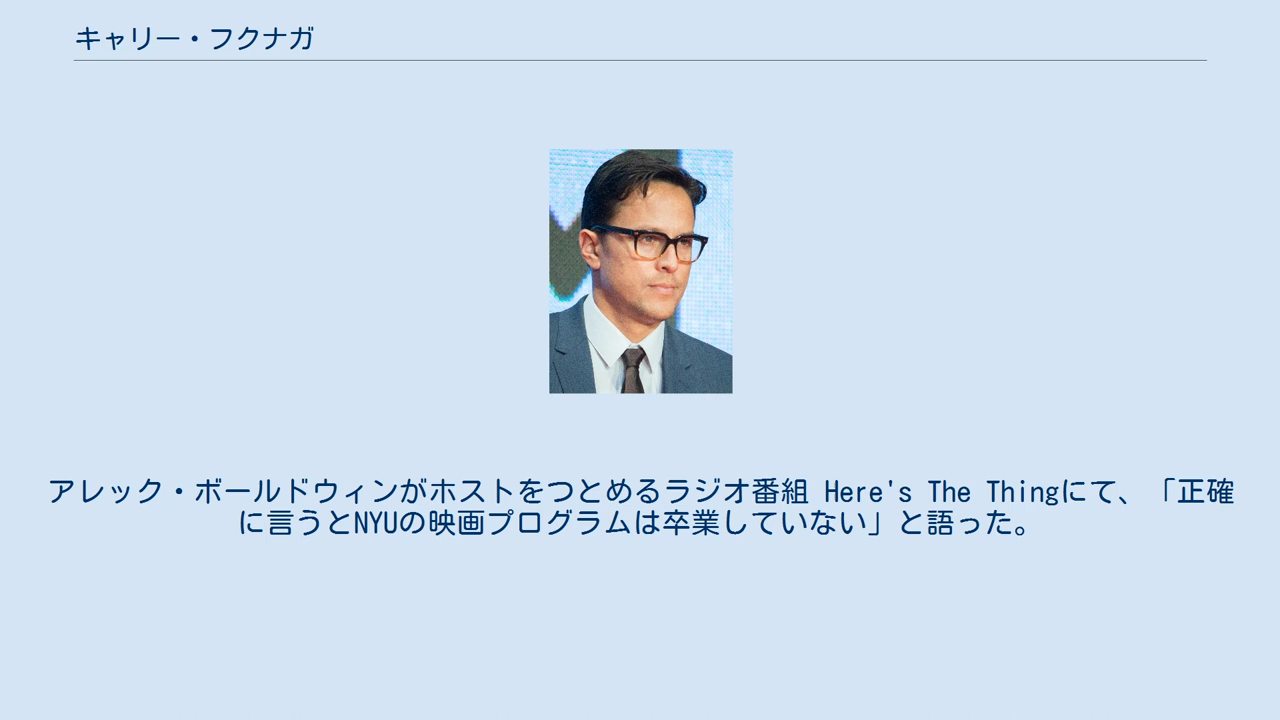 キャリー・フクナガ
アレック・ボールドウィンがホストをつとめるラジオ番組 Here's The Thingにて、「正確
に言うとNYUの映画プログラムは卒業していない」と語った。